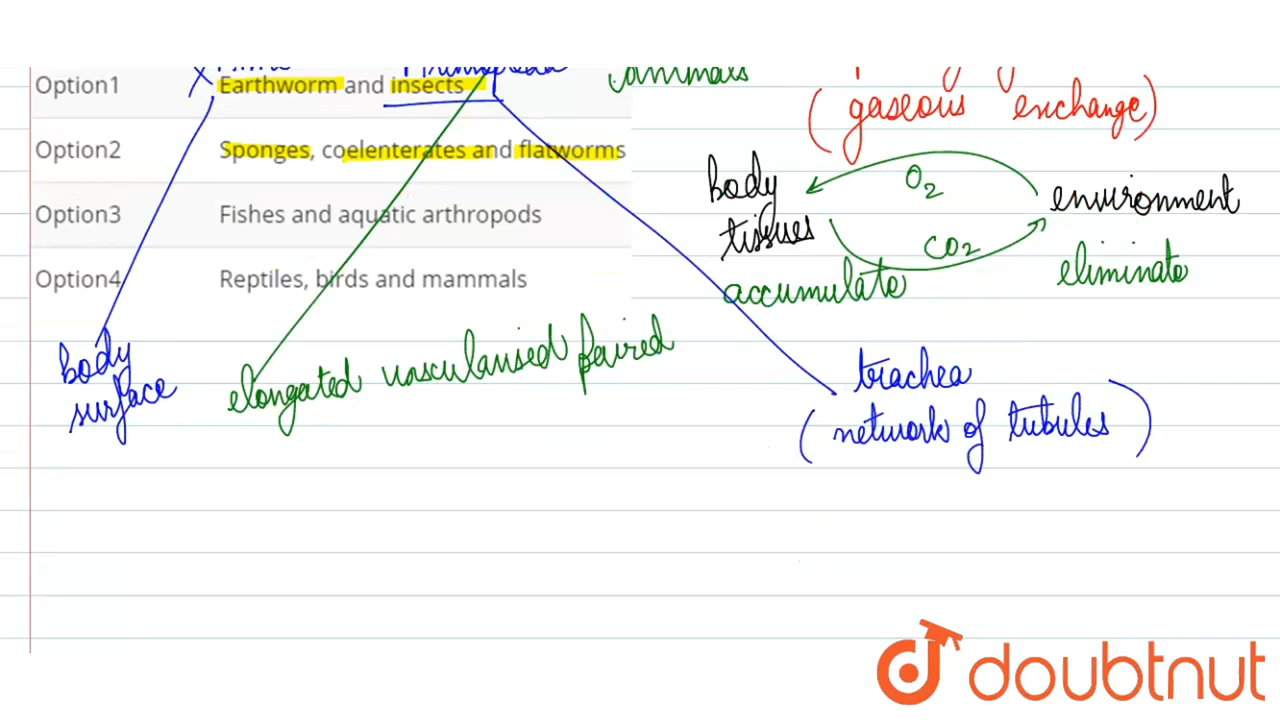 animals
Option1 Earthworm and insects
(gaseous exchange)
Option2 Sponges, coelenterates and flatworms
body tissues
O2
environment
Option3 Fishes and aquatic arthropods
CO2
accumulate
eliminate
Option4 Reptiles, birds and mammals
body surface
elongated vascularised paired
trachea
(network of tubules)
doubtnut